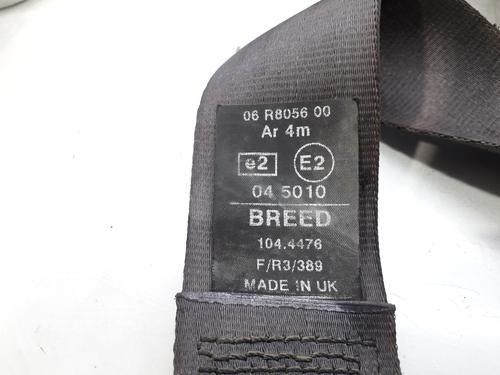 06 R8056 00
Ar 4m
e2 E2
04 5010
BREED
104.4476
F/R3/389
MADE IN UK